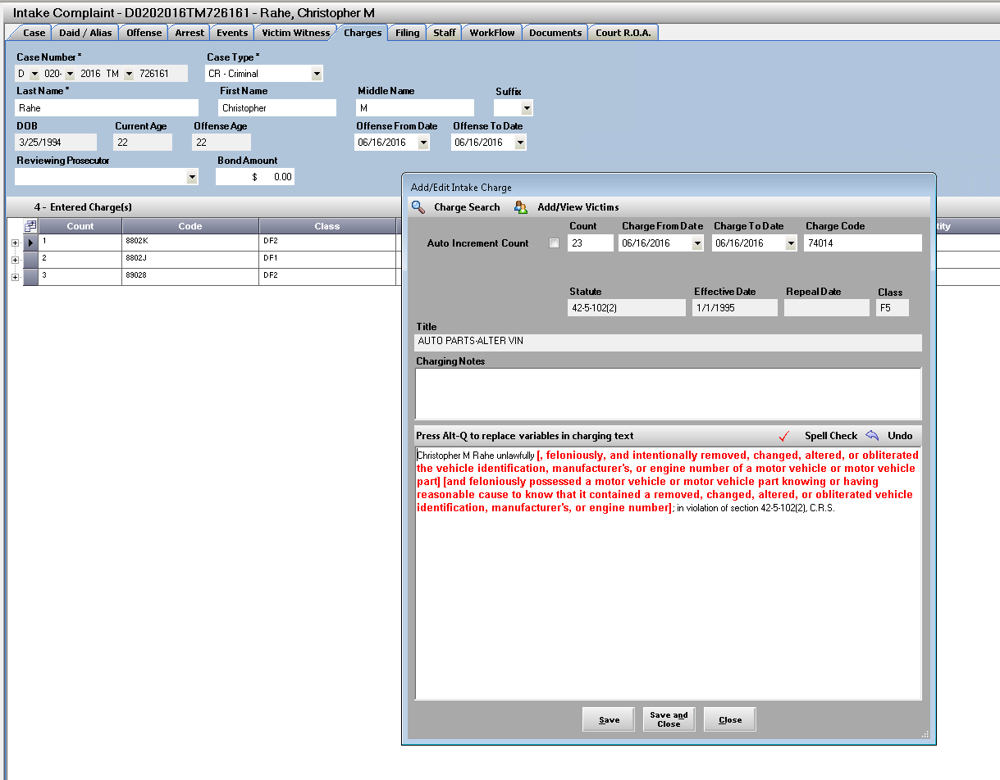 Intake Complaint - D0202016TM726161 - Rahe, Christopher M
Case Daid / Alias Offense Arrest Events Victim Witness Charges Filing Staff WorkFlow Documents Court R.O.A.
Case Number * Case Type *
D 020- 2016 TM 726161 CR - Criminal
Last Name * First Name Middle Name Suffix
Rahe Christopher M
DOB Current Age Offense Age Offense From Date Offense To Date
3/25/1994 22 22 06/16/2016 06/16/2016
Reviewing Prosecutor Bond Amount
$ 0.00
4 - Entered Charge(s)
Count Code Class
1 8802K DF2
2 8802J DF1
3 89028 DF2
tity
Add/Edit Intake Charge
Charge Search Add/View Victims
Count Charge From Date Charge To Date Charge Code
Auto Increment Count 23 06/16/2016 06/16/2016 74014
Statute Effective Date Repeal Date Class
42-5-102(2) 1/1/1995 F5
Title
AUTO PARTS-ALTER VIN
Charging Notes
Press Alt-Q to replace variables in charging text Spell Check Undo
Christopher M Rahe unlawfully [, feloniously, and intentionally removed, changed, altered, or obliterated
the vehicle identification, manufacturer's, or engine number of a motor vehicle or motor vehicle
part] [and feloniously possessed a motor vehicle or motor vehicle part knowing or having
reasonable cause to know that it contained a removed, changed, altered, or obliterated vehicle
identification, manufacturer's, or engine number]; in violation of section 42-5-102(2), C.R.S.
Save Save and Close Close